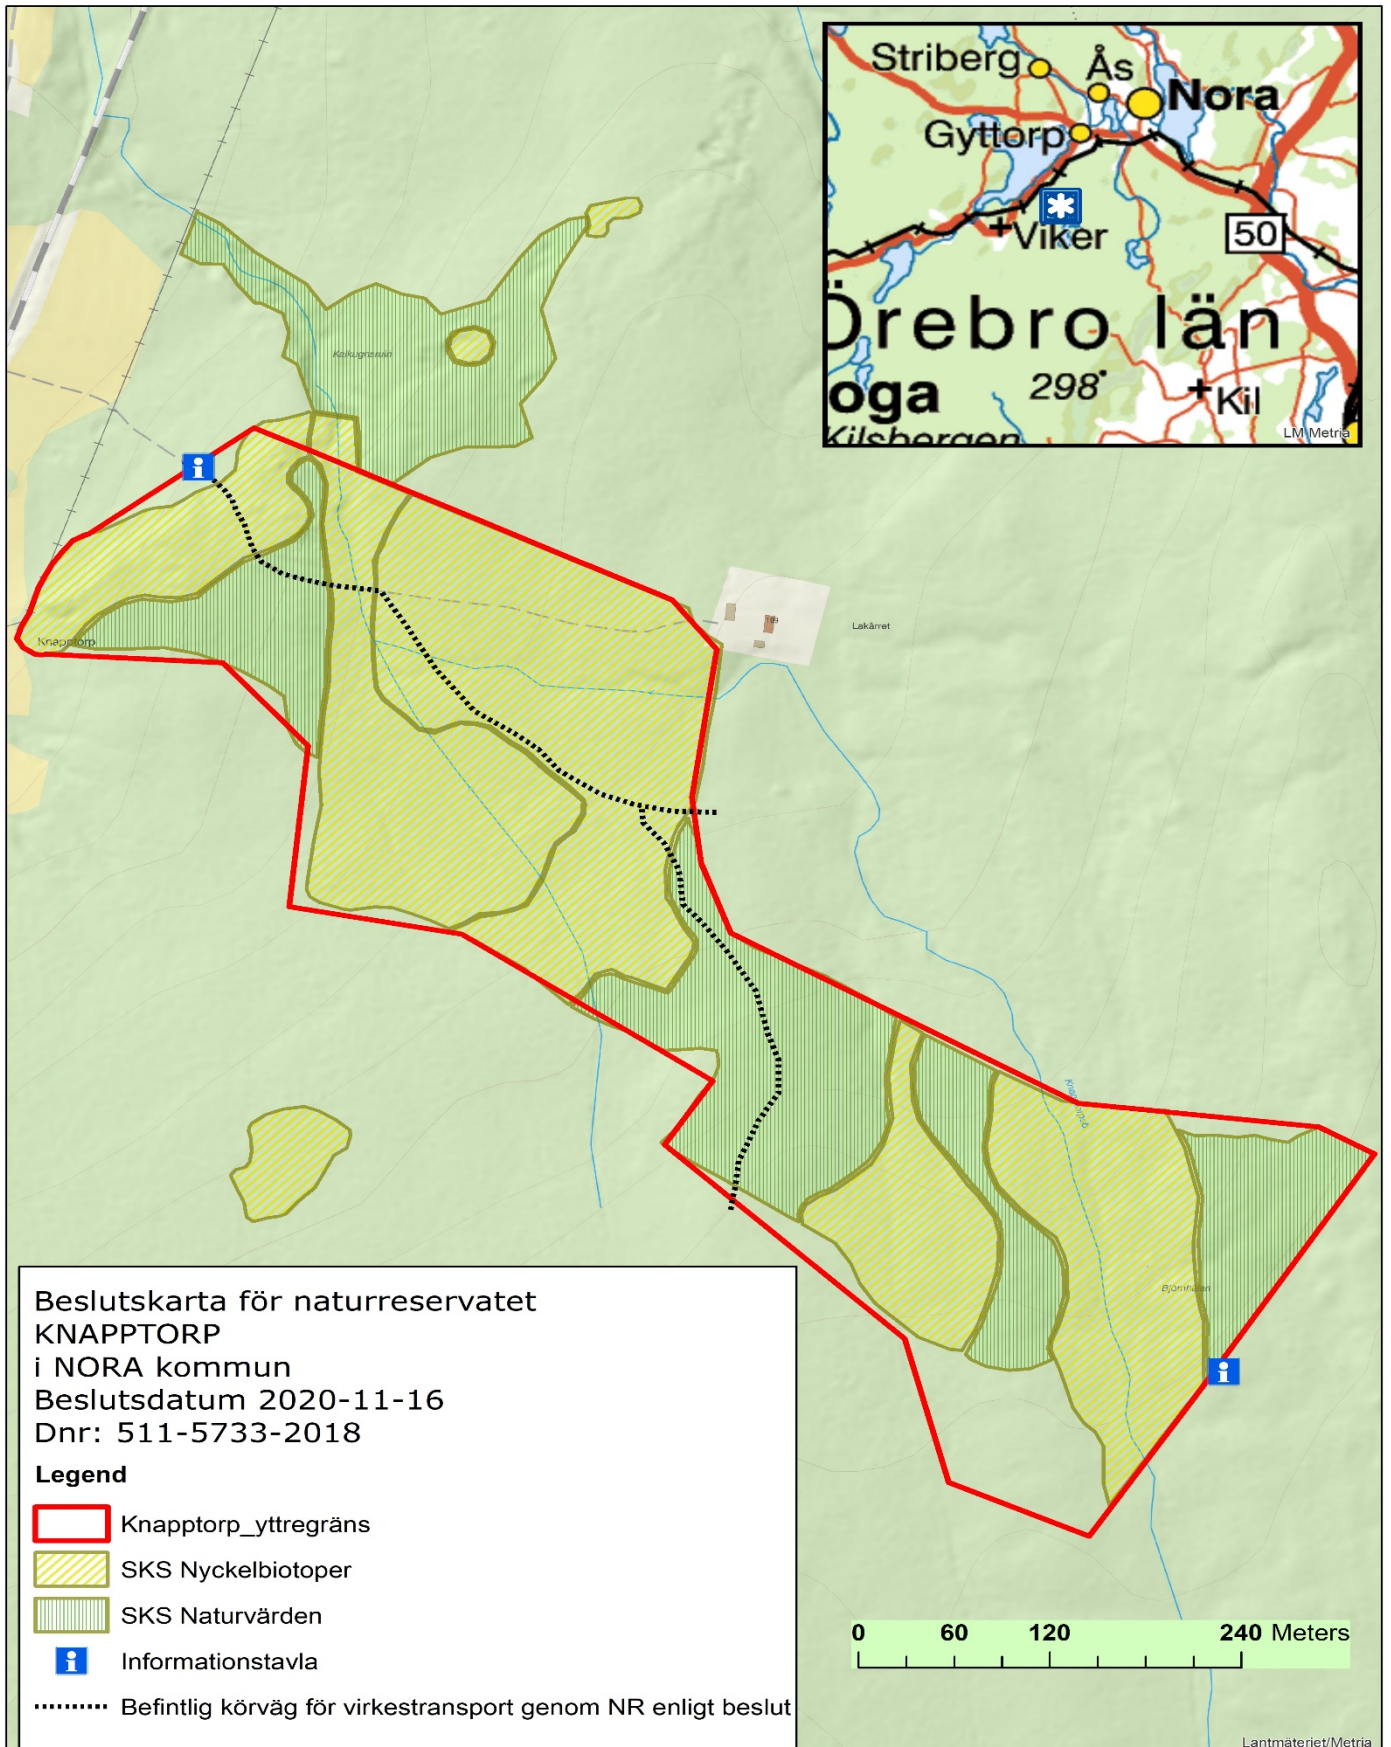 Striberg
Ås
Nora
Gyttorp
Viker
50
Örebro län
oga
298
Kil
Kilsbergen
LM Metria
Kalkugnsruin
Knapptorp
Lakärret
Björnhöjan
Beslutskarta för naturreservatet
KNAPPTORP
i NORA kommun
Beslutsdatum 2020-11-16
Dnr: 511-5733-2018
Legend
Knapptorp_yttregräns
SKS Nyckelbiotoper
SKS Naturvärden
Informationstavla
Befintlig körväg för virkestransport genom NR enligt beslut
0 60 120 240 Meters
Lantmäteriet/Metria